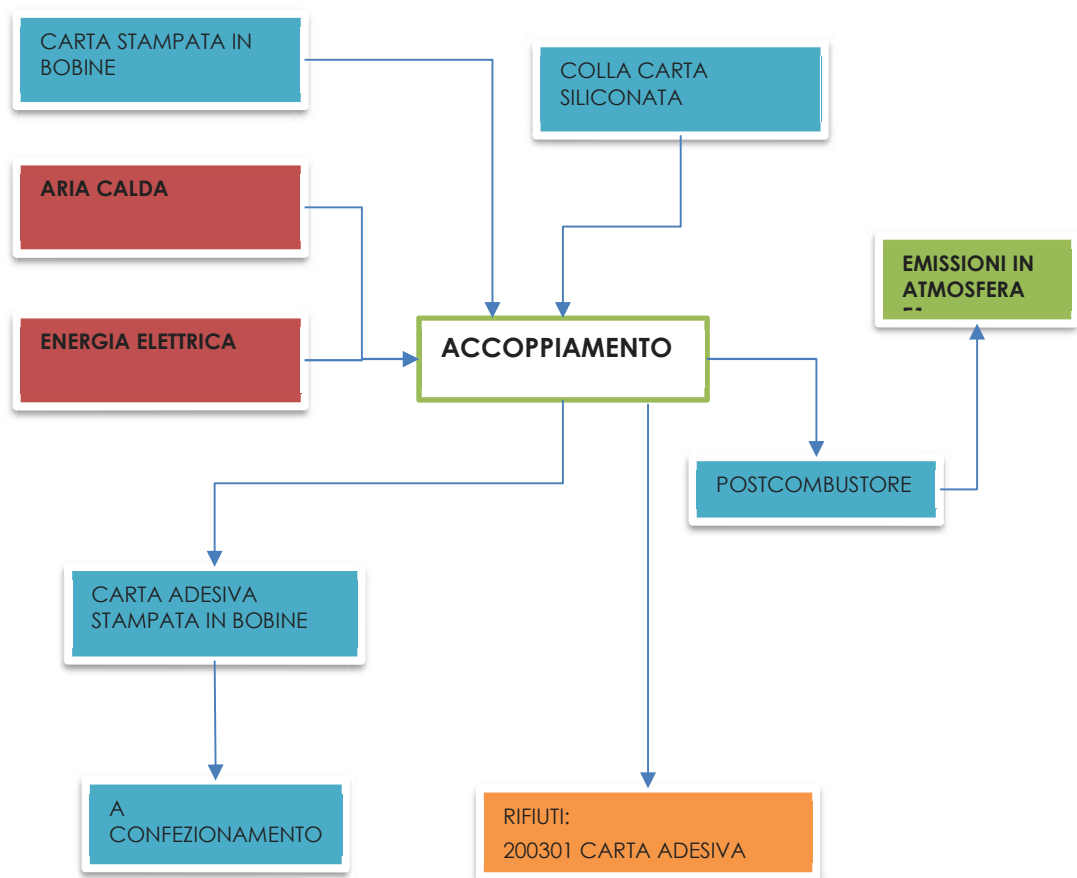 CARTA STAMPATA IN
BOBINE
COLLA CARTA
SILICONATA
ARIA CALDA
EMISSIONI IN
ATMOSFERA
ENERGIA ELETTRICA
ACCOPPIAMENTO
POSTCOMBUSTORE
CARTA ADESIVA
STAMPATA IN BOBINE
A
CONFEZIONAMENTO
RIFIUTI:
200301 CARTA ADESIVA